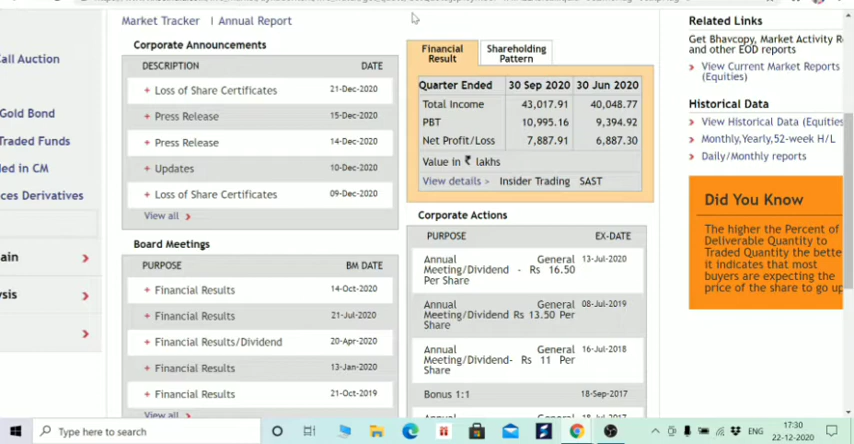 Market Tracker | Annual Report
Corporate Announcements
DESCRIPTION DATE
+ Loss of Share Certificates 21-Dec-2020
+ Press Release 15-Dec-2020
+ Press Release 14-Dec-2020
+ Updates 10-Dec-2020
+ Loss of Share Certificates 09-Dec-2020
View all >
Board Meetings
PURPOSE BM DATE
+ Financial Results 14-Oct-2020
+ Financial Results 21-Jul-2020
+ Financial Results/Dividend 20-Apr-2020
+ Financial Results 13-Jan-2020
+ Financial Results 21-Oct-2019
View all
Financial
Result
Shareholding
Pattern
Quarter Ended 30 Sep 2020 30 Jun 2020
Total Income 43,017.91 40,048.77
PBT 10,995.16 9,394.92
Net Profit/Loss 7,887.91 6,887.30
Value in ₹ lakhs
View details > Insider Trading SAST
Corporate Actions
PURPOSE EX-DATE
Annual General 13-Jul-2020
Meeting/Dividend - Rs 16.50
Per Share
Annual General 08-Jul-2019
Meeting/Dividend Rs 13.50 Per
Share
Annual General 16-Jul-2018
Meeting/Dividend- Rs 11 Per
Share
Bonus 1:1 18-Sep-2017
Related Links
Get Bhavcopy, Market Activity R
and other EOD reports
> View Current Market Reports
(Equities)
Historical Data
> View Historical Data (Equities
> Monthly,Yearly,52-week H/L
> Daily/Monthly reports
Did You Know
The higher the Percent of
Deliverable Quantity to
Traded Quantity the bette
it indicates that most
buyers are expecting the
price of the share to go up
all Auction
Gold Bond
Traded Funds
ed in CM
ces Derivatives
ain >
sis >
>
Type here to search
ENG
17:30
22-12-2020